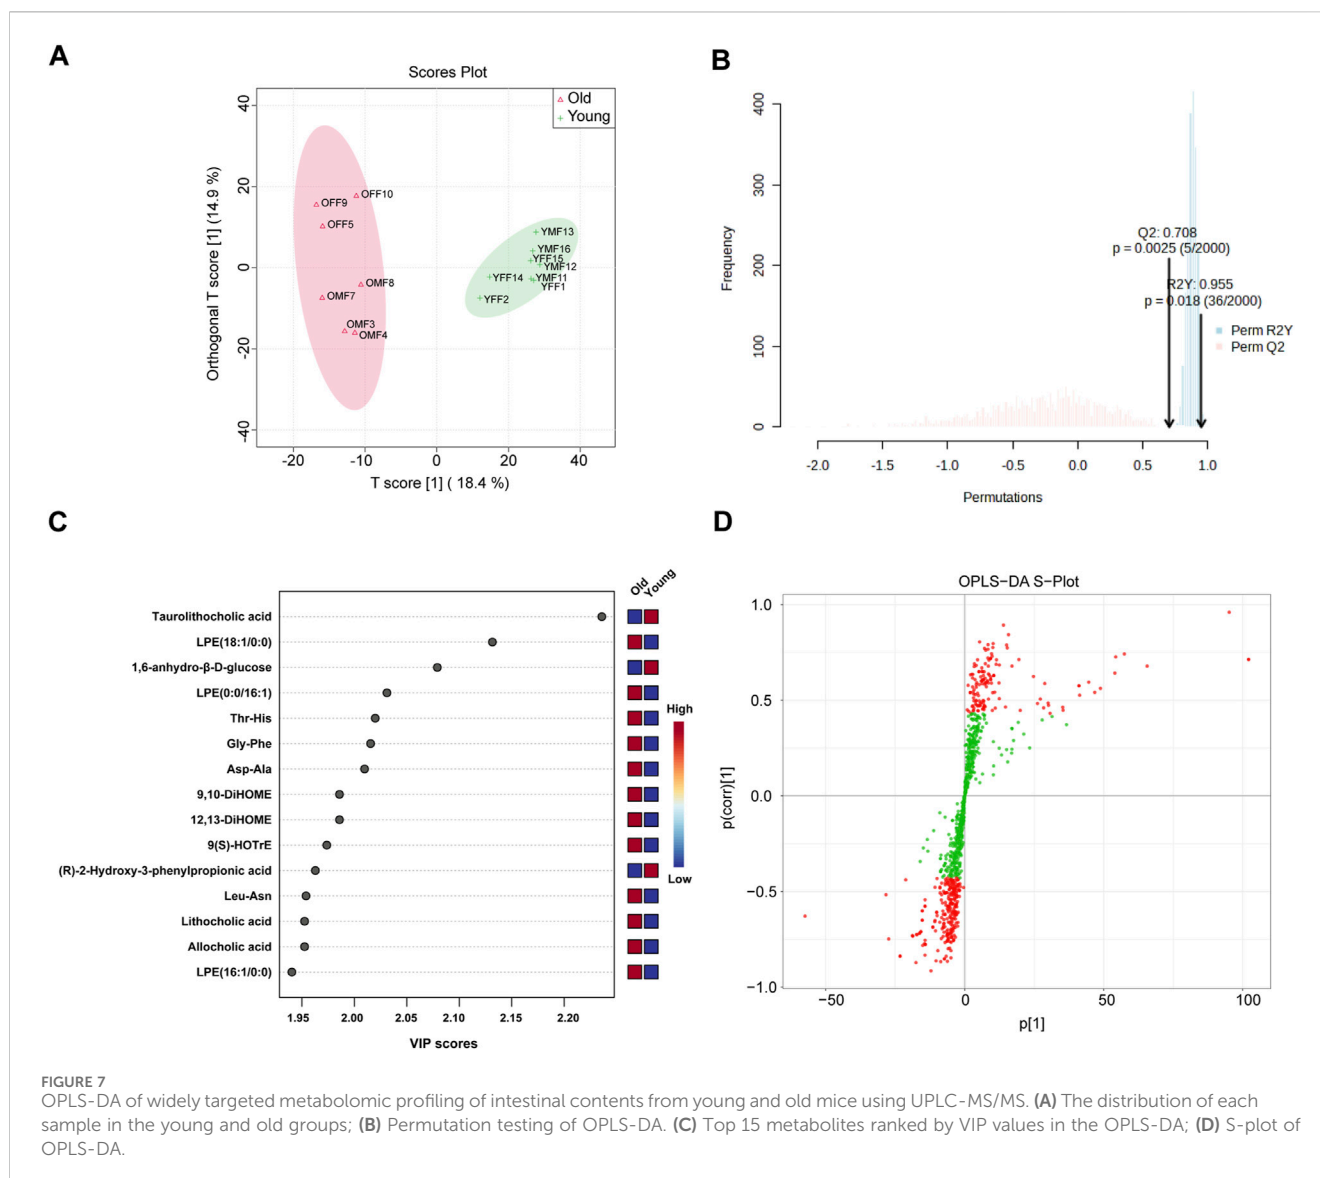 A
Scores Plot
Old
Young
Orthogonal T score [1] (14.9 %)
40
20
0
-20
-40
OFF10
OFF9
OFF5
OMF8
OMF7
OMF3
OMF4
YMF13
YMF16
YFF15
YMF12
YFF14
YMF11
YFF1
YFF2
-20 -10 0 20 40
T score [1] ( 18.4 %)
B
Frequency
400
300
200
100
0
Q2: 0.708
p = 0.0025 (5/2000)
R2Y: 0.955
p = 0.018 (36/2000)
Perm R2Y
Perm Q2
-2.0 -1.5 -1.0 -0.5 0.0 0.5 1.0
Permutations
C
Old Young
Taurolithocholic acid
LPE(18:1/0:0)
1,6-anhydro-β-D-glucose
LPE(0:0/16:1)
Thr-His
Gly-Phe
Asp-Ala
9,10-DiHOME
12,13-DiHOME
9(S)-HOTrE
(R)-2-Hydroxy-3-phenylpropionic acid
Leu-Asn
Lithocholic acid
Allocholic acid
LPE(16:1/0:0)
High
Low
1.95 2.00 2.05 2.10 2.15 2.20
VIP scores
D
OPLS−DA S−Plot
p(corr)[1]
1.0
0.5
0.0
−0.5
−1.0
−50 0 50 100
p[1]
FIGURE 7
OPLS-DA of widely targeted metabolomic profiling of intestinal contents from young and old mice using UPLC-MS/MS. (A) The distribution of each
sample in the young and old groups; (B) Permutation testing of OPLS-DA. (C) Top 15 metabolites ranked by VIP values in the OPLS-DA; (D) S-plot of
OPLS-DA.